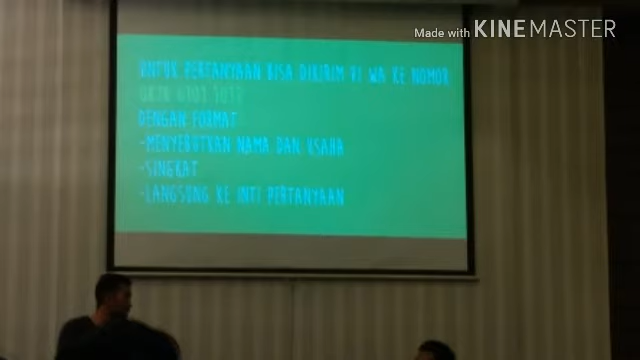 Made with KINEMASTER
UNTUK PERTANYAAN BISA DIKIRIM VI WA KE NOMOR
DENGAN FORMAT
-MENYEBUTKAN NAMA DAN USAHA
-SINGKAT
-LANGSUNG KE INTI PERTANYAAN